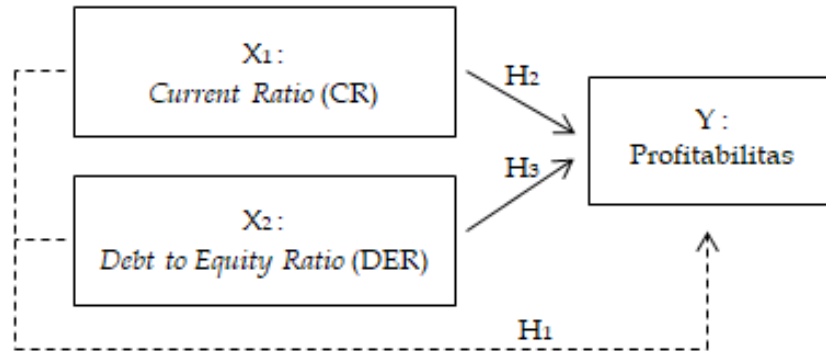 X₁ :
Current Ratio (CR)
H₂
Y :
Profitabilitas
H₃
X₂ :
Debt to Equity Ratio (DER)
H₁